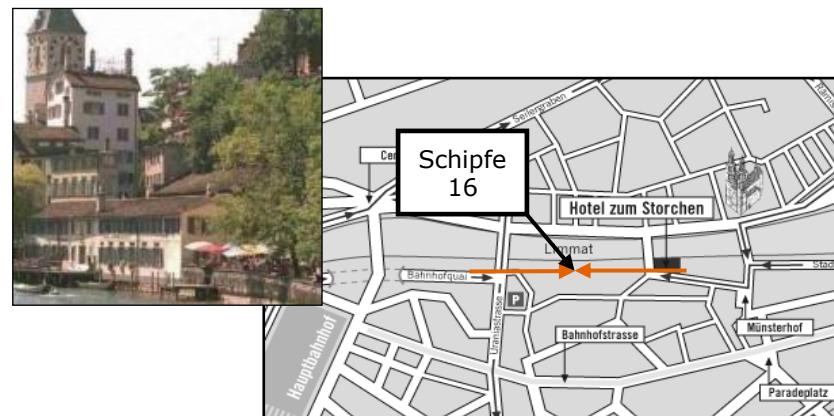 Seilergraben
Schipfe
16
Hotel zum Storchen
Limmat
Bahnhofquai
P
Uraniastrasse
Hauptbahnhof
Bahnhofstrasse
Münsterhof
Paradeplatz